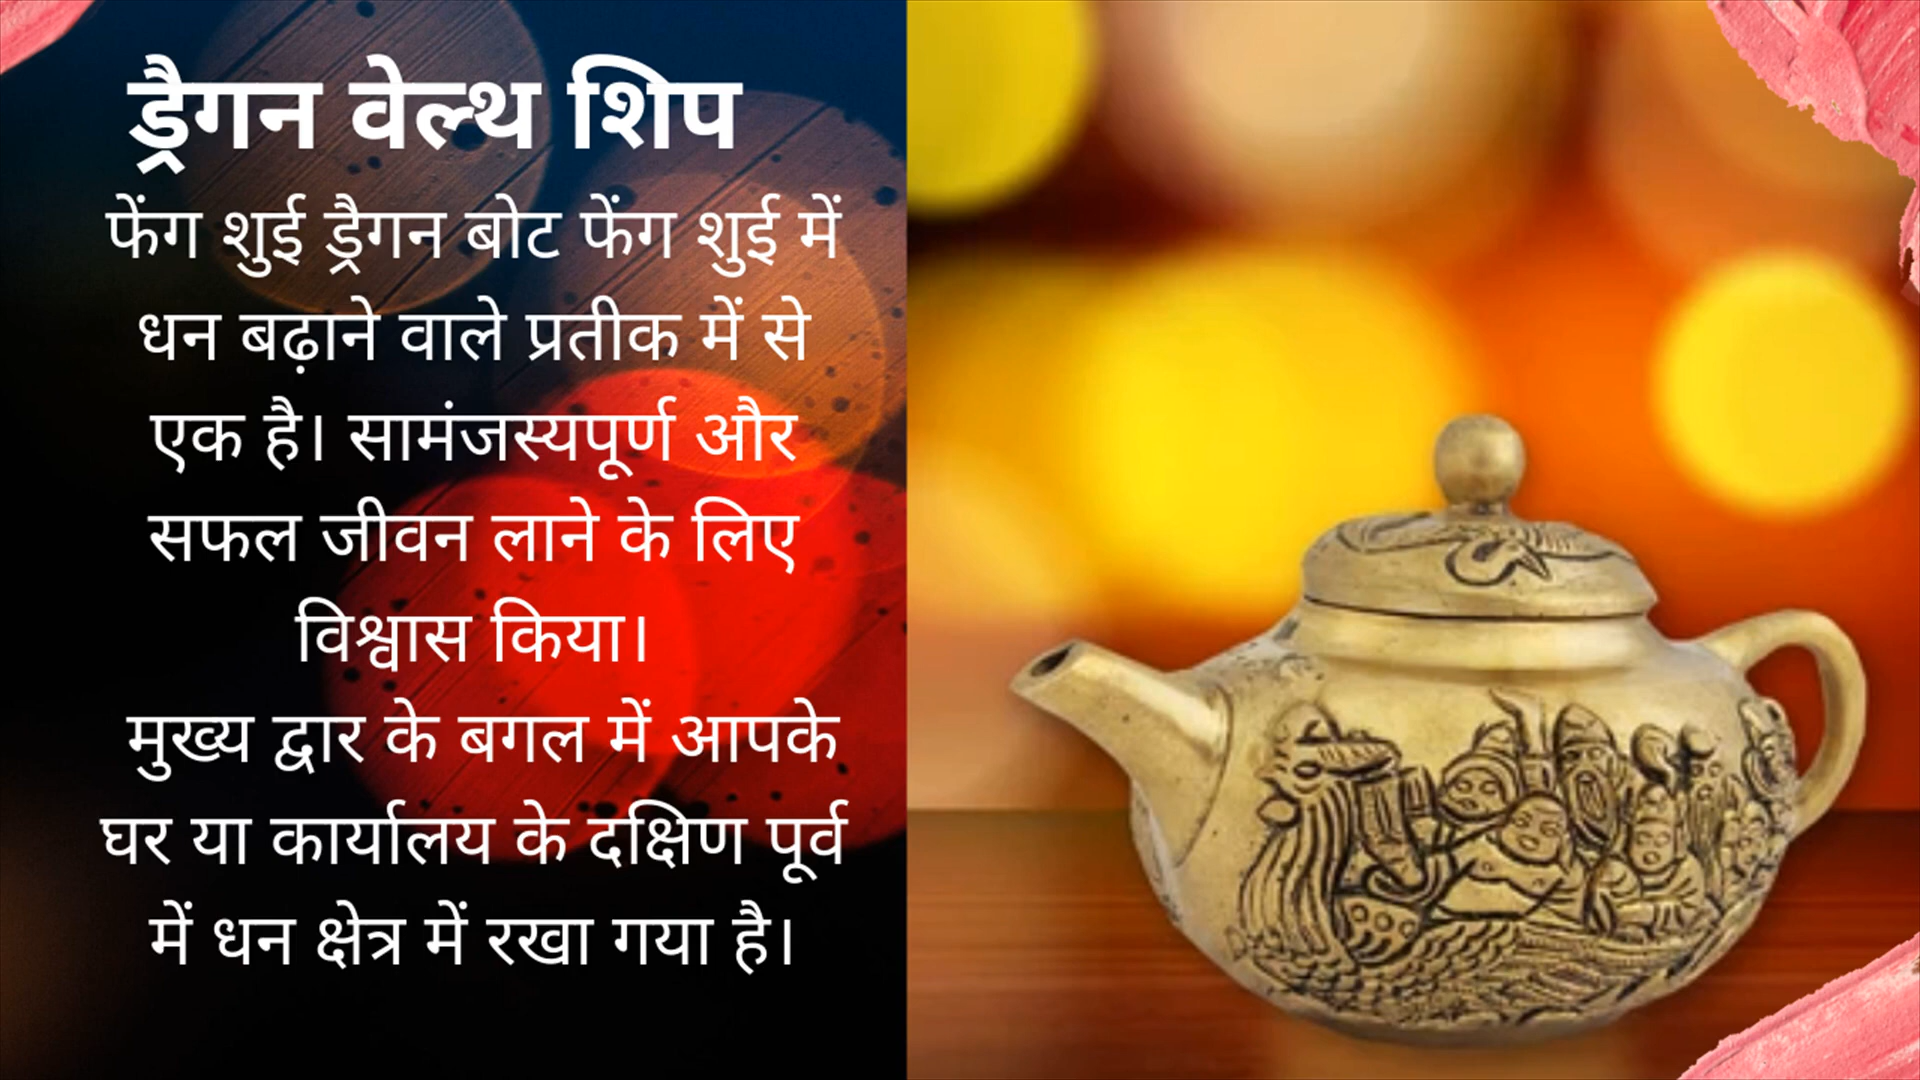 ड्रैगन वेल्थ शिप
फेंग शुई ड्रैगन बोट फेंग शुई में
धन बढ़ाने वाले प्रतीक में से
एक है। सामंजस्यपूर्ण और
सफल जीवन लाने के लिए
विश्वास किया।
मुख्य द्वार के बगल में आपके
घर या कार्यालय के दक्षिण पूर्व
में धन क्षेत्र में रखा गया है।